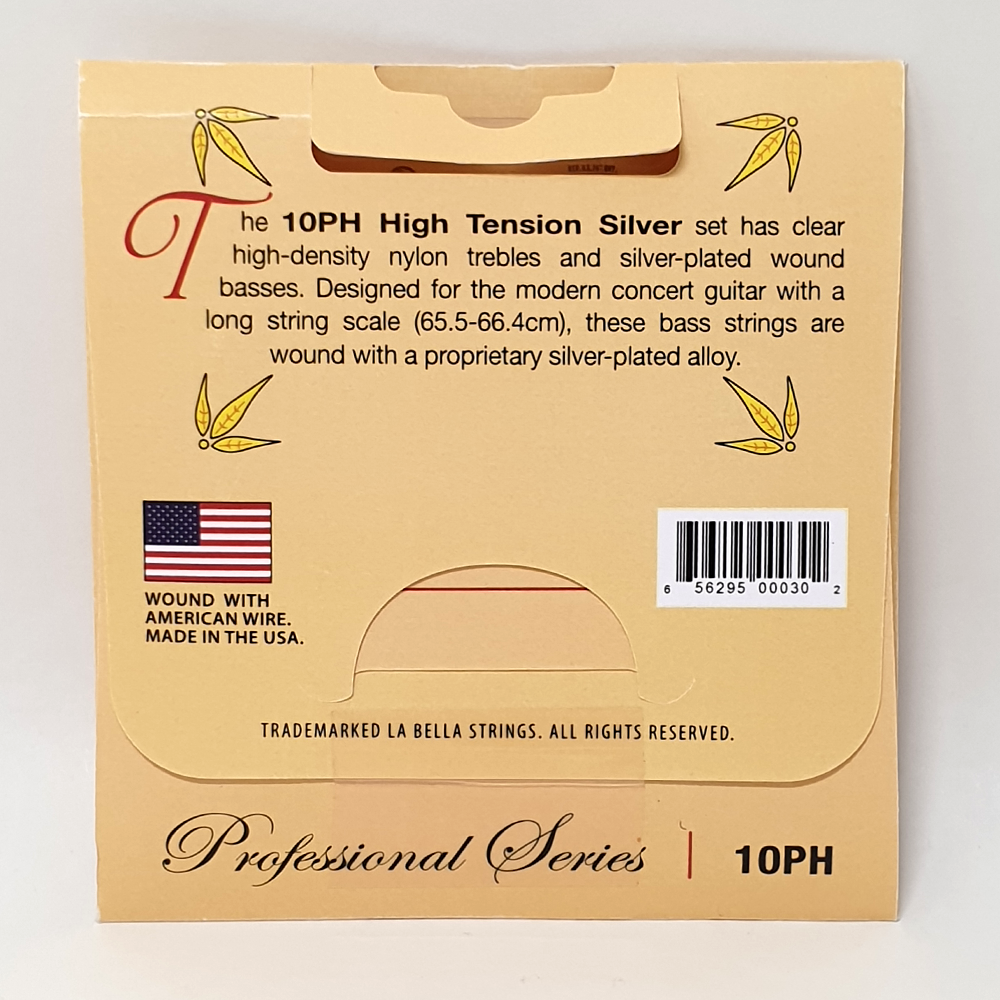 The 10PH High Tension Silver set has clear
high-density nylon trebles and silver-plated wound
basses. Designed for the modern concert guitar with a
long string scale (65.5-66.4cm), these bass strings are
wound with a proprietary silver-plated alloy.
WOUND WITH
AMERICAN WIRE.
MADE IN THE USA.
6 56295 00030 2
TRADEMARKED LA BELLA STRINGS. ALL RIGHTS RESERVED.
Professional Series | 10PH